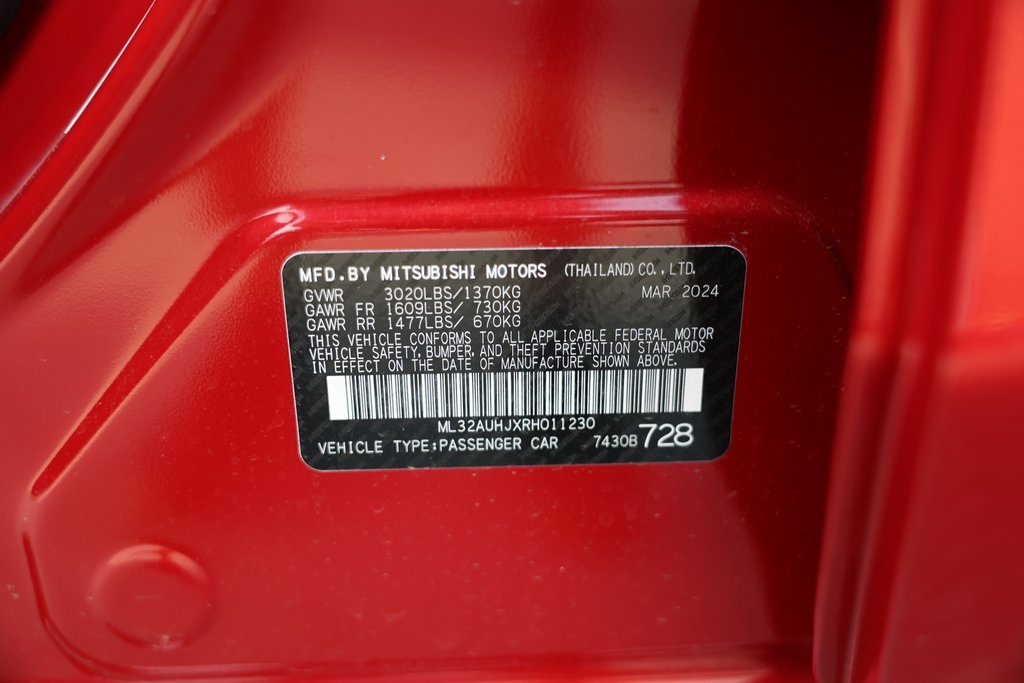 MFD.BY MITSUBISHI MOTORS (THAILAND) CO., LTD.
GVWR 3020LBS/1370KG MAR. 2024
GAWR FR 1609LBS/ 730KG
GAWR RR 1477LBS/ 670KG
THIS VEHICLE CONFORMS TO ALL APPLICABLE FEDERAL MOTOR
VEHICLE SAFETY, BUMPER, AND THEFT PREVENTION STANDARDS
IN EFFECT ON THE DATE OF MANUFACTURE SHOWN ABOVE.
ML32AUHJXRH011230
VEHICLE TYPE:PASSENGER CAR 7430B 728